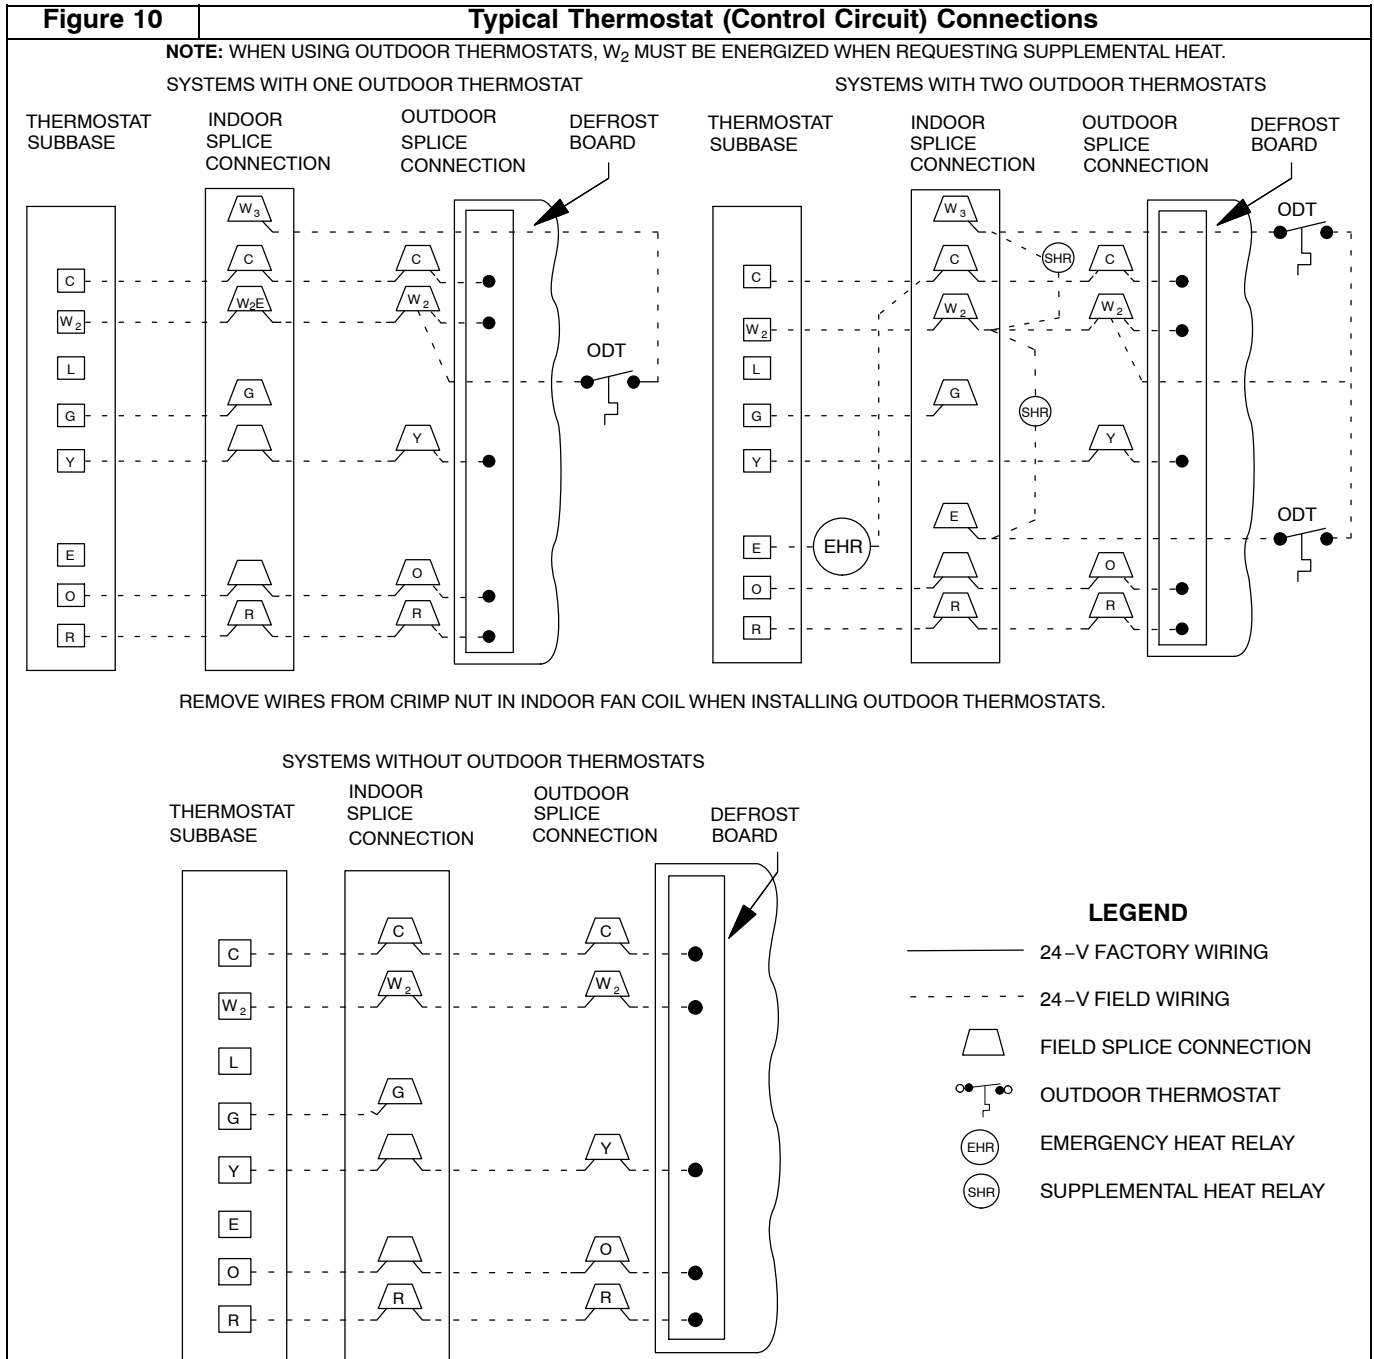 Figure 10
Typical Thermostat (Control Circuit) Connections
NOTE: WHEN USING OUTDOOR THERMOSTATS, W2 MUST BE ENERGIZED WHEN REQUESTING SUPPLEMENTAL HEAT.
SYSTEMS WITH ONE OUTDOOR THERMOSTAT
THERMOSTAT
SUBBASE
INDOOR
SPLICE
CONNECTION
OUTDOOR
SPLICE
CONNECTION
DEFROST
BOARD
C
W2
L
G
Y
E
O
R
W3
C
W2E
G
R
C
W2
Y
O
R
ODT
SYSTEMS WITH TWO OUTDOOR THERMOSTATS
THERMOSTAT
SUBBASE
INDOOR
SPLICE
CONNECTION
OUTDOOR
SPLICE
CONNECTION
DEFROST
BOARD
C
W2
L
G
Y
E
O
R
EHR
W3
C
W2
G
E
R
SHR
SHR
C
W2
Y
O
R
ODT
ODT
REMOVE WIRES FROM CRIMP NUT IN INDOOR FAN COIL WHEN INSTALLING OUTDOOR THERMOSTATS.
SYSTEMS WITHOUT OUTDOOR THERMOSTATS
THERMOSTAT
SUBBASE
INDOOR
SPLICE
CONNECTION
OUTDOOR
SPLICE
CONNECTION
DEFROST
BOARD
C
W2
L
G
Y
E
O
R
C
W2
G
R
C
W2
Y
O
R
LEGEND
24-V FACTORY WIRING
24-V FIELD WIRING
FIELD SPLICE CONNECTION
OUTDOOR THERMOSTAT
EHR
EMERGENCY HEAT RELAY
SHR
SUPPLEMENTAL HEAT RELAY